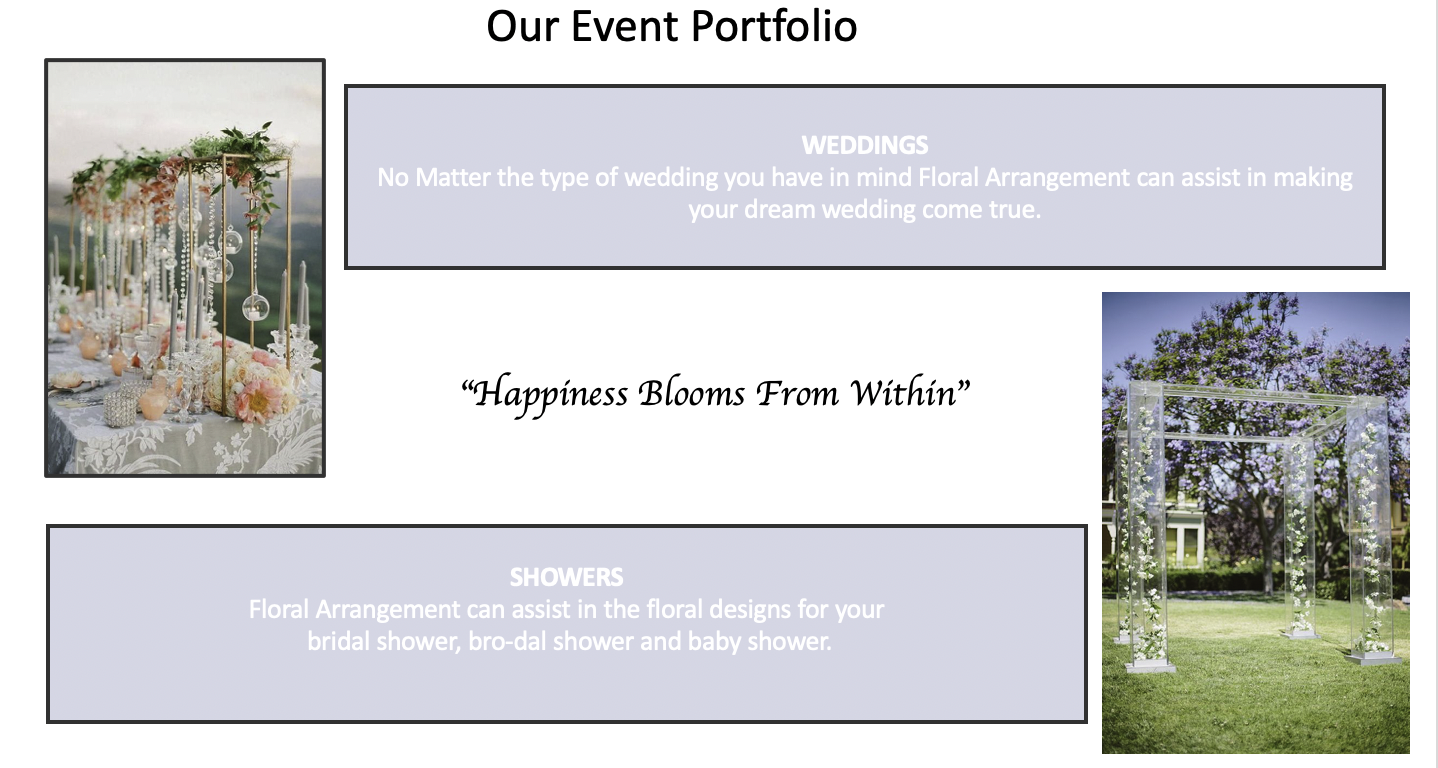 Our Event Portfolio
WEDDINGS
No Matter the type of wedding you have in mind Floral Arrangement can assist in making
your dream wedding come true.
“Happiness Blooms From Within”
SHOWERS
Floral Arrangement can assist in the floral designs for your
bridal shower, bro-dal shower and baby shower.